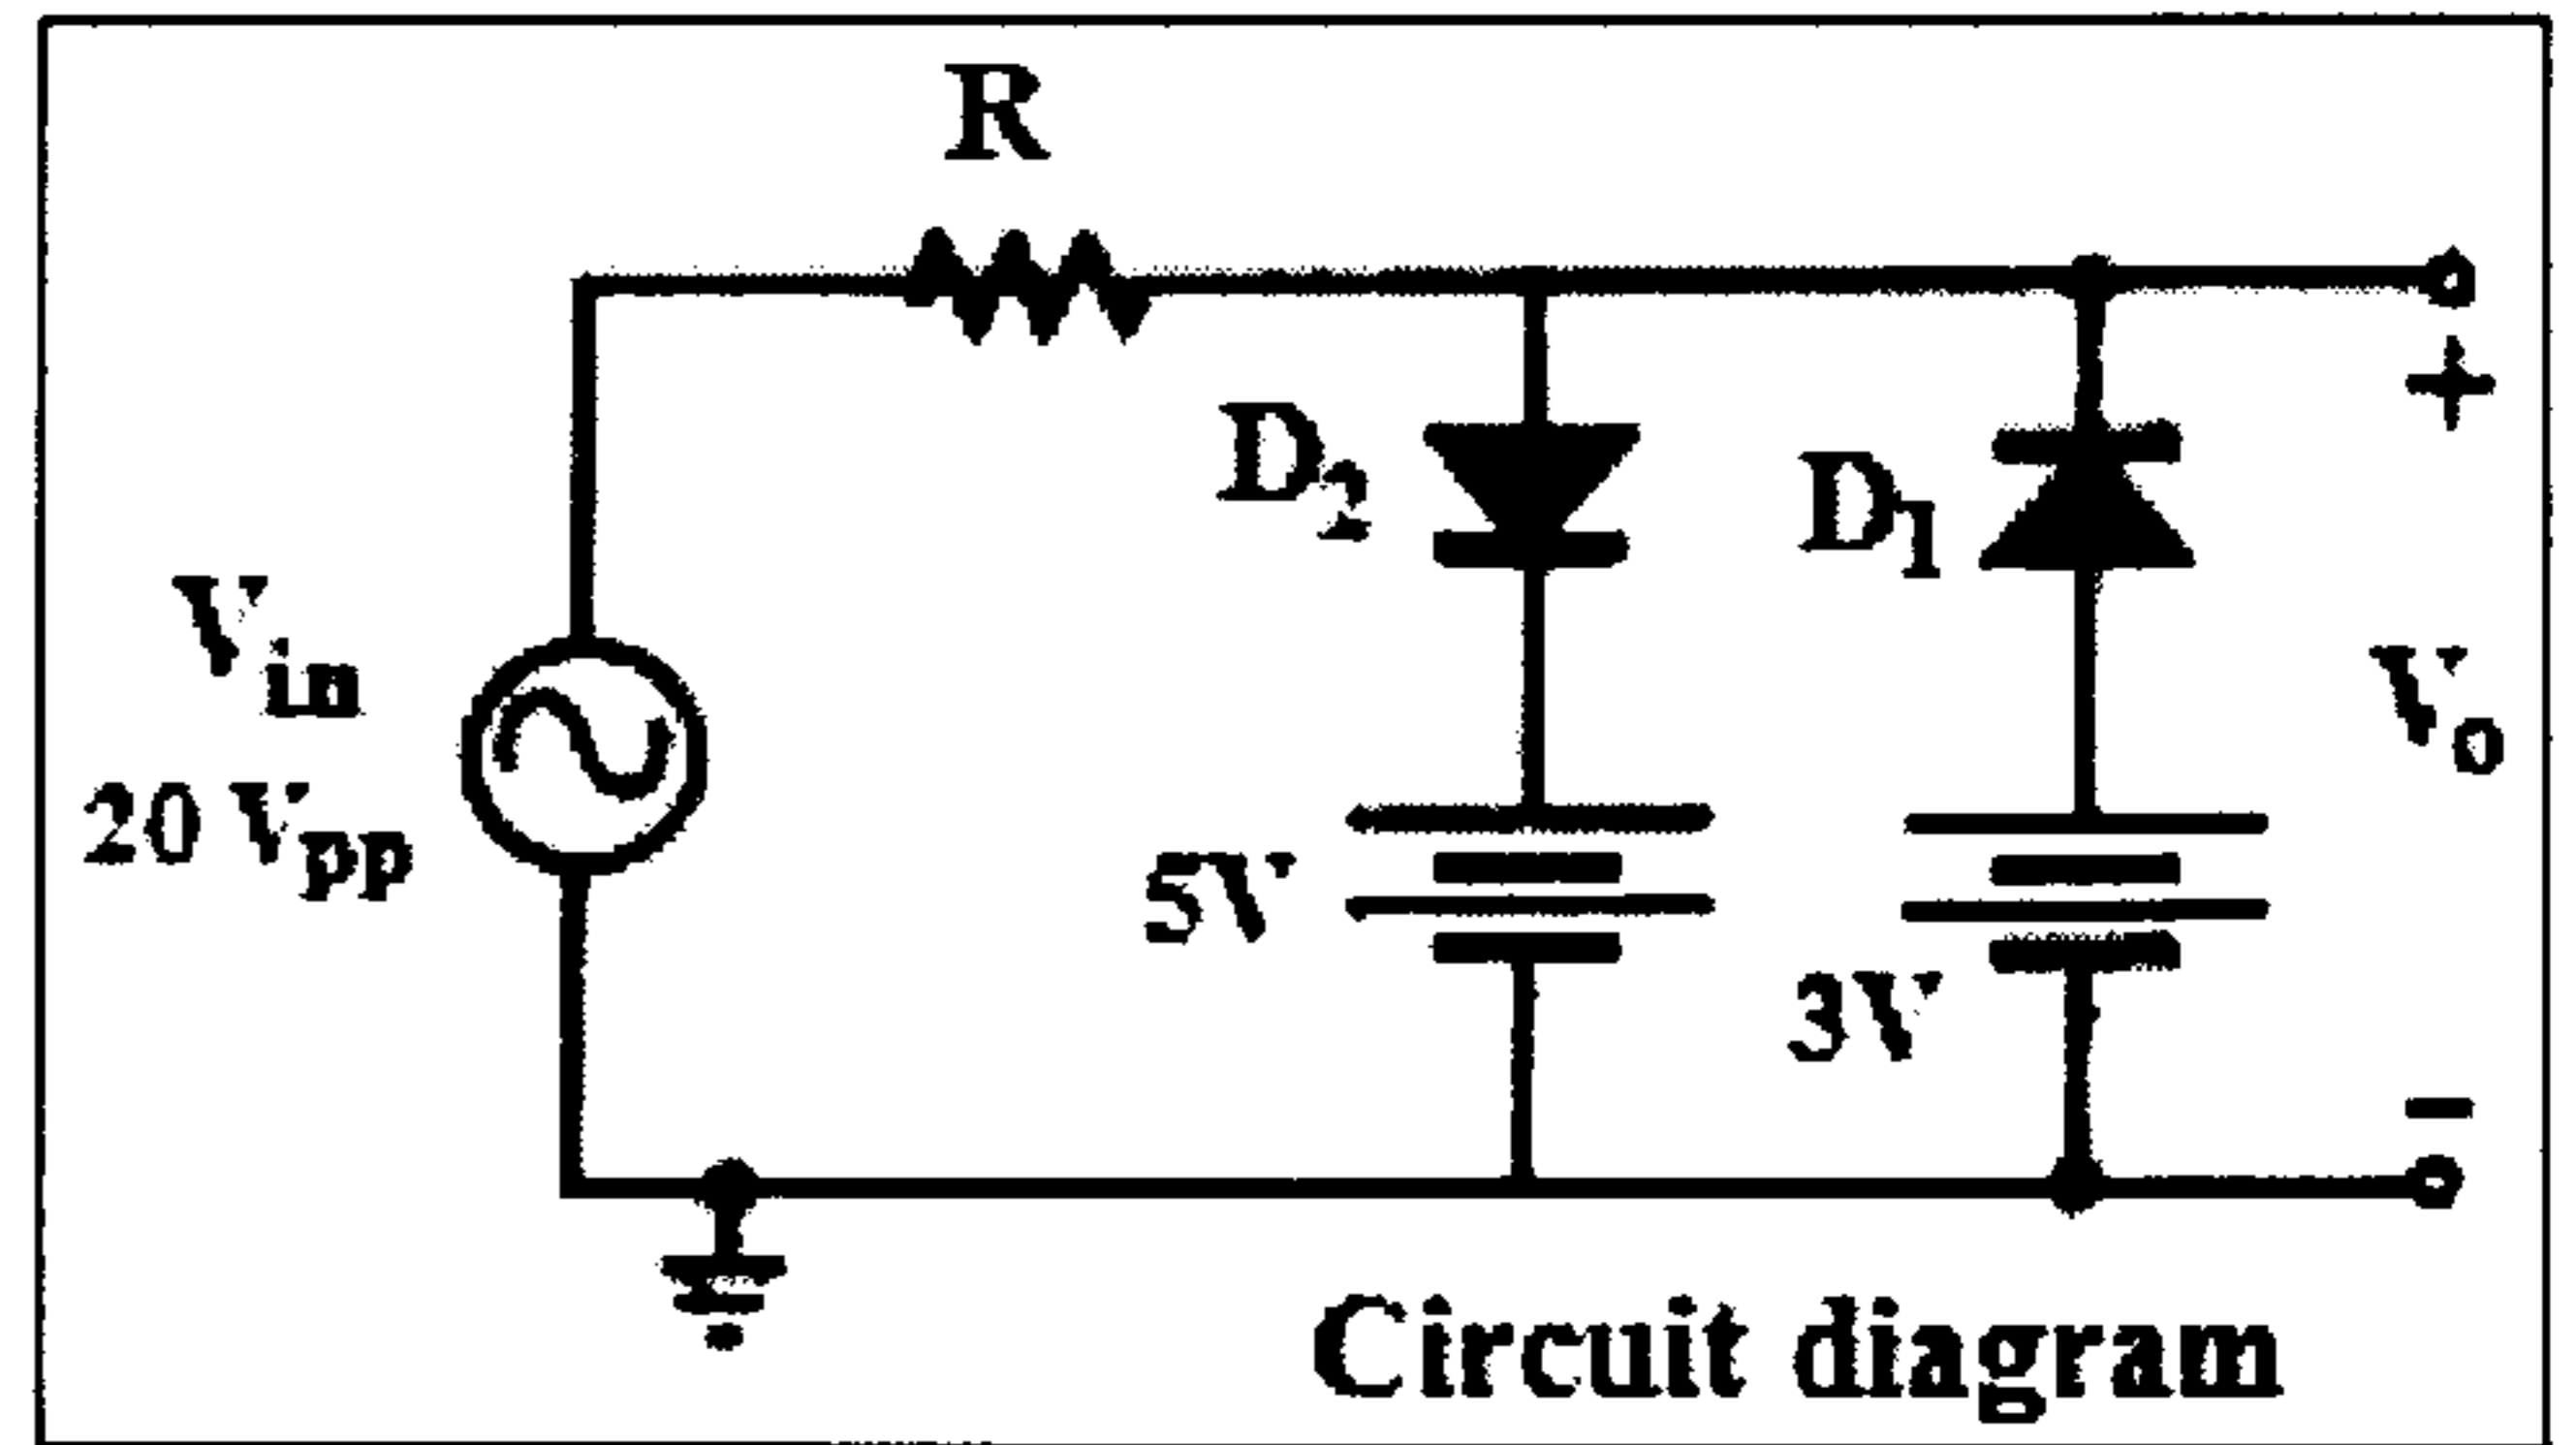 R
D2
D1
Vin
20 Vpp
5V
3V
+
Vo
−
Circuit diagram